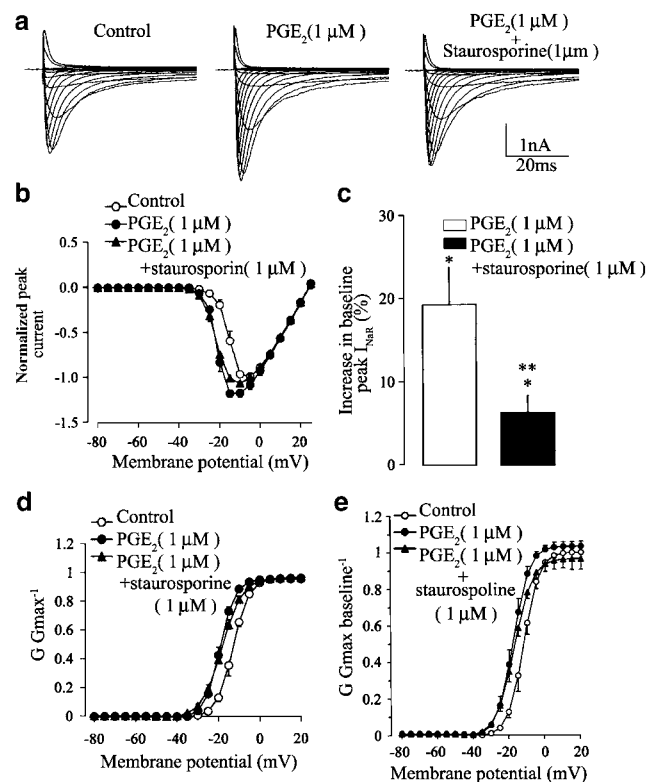 a
Control
PGE₂(1 μM)
PGE₂(1 μM)
+
Staurosporine(1μm)
1nA
20ms
b
Control
PGE₂( 1 μM )
PGE₂( 1 μM )
+staurosporin( 1 μM )
0.5
0.0
-0.5
-1.0
-1.5
Normalized peak
current
-80
-60
-40
-20
0
20
Membrane potential (mV)
c
PGE₂( 1 μM )
PGE₂( 1 μM )
+staurosporine( 1 μM )
30
20
10
0
Increase in baseline
peak I_NaR (%)
*
**
*
d
Control
PGE₂( 1 μM )
PGE₂( 1 μM )
+staurosporine
( 1 μM )
1.2
1
0.8
0.6
0.4
0.2
0
G Gmax⁻¹
-80
-60
-40
-20
0
20
Membrane potential (mV)
e
Control
PGE₂( 1 μM )
PGE₂( 1 μM )
+
staurospoline
( 1 μM )
1.2
1
0.8
0.6
0.4
0.2
0
G Gmax baseline⁻¹
-80
-60
-40
-20
0
20
Membrane potential (mV)